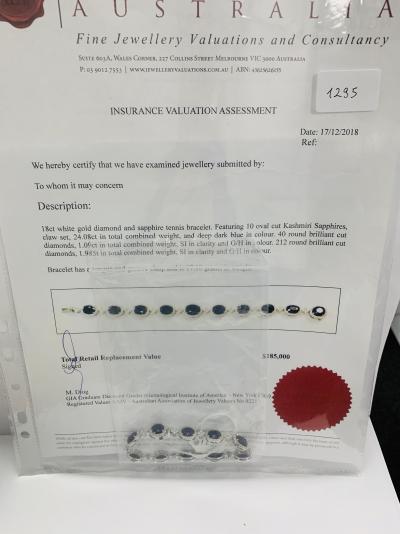 AUSTRALIA
Fine Jewellery Valuations and Consultancy
Suite 603A, Wales Corner, 227 Collins Street Melbourne VIC 3000 Australia
P: 03 9012 7553 | www.jewelleryvaluations.com.au | ABN:
1295
INSURANCE VALUATION ASSESSMENT
Date: 17/12/2018
Ref:
We hereby certify that we have examined jewellery submitted by:
To whom it may concern
Description:
18ct white gold diamond and sapphire tennis bracelet. Featuring 10 oval cut Kashmiri Sapphires,
claw set, 24.08ct in total combined weight, and deep dark blue in colour. 40 round brilliant cut
diamonds, 1.09ct in total combined weight, SI in clarity and G/H in colour. 212 round brilliant cut
diamonds, 1.985ct in total combined weight, SI in clarity and G/H in colour.
Bracelet has a
Total Retail Replacement Value $185,000
Signed
M. Ding
GIA Graduate Diamond Grader (Gemological Institute of America - New York
Registered Valuer - Australian Association of Jewellery Valuers No